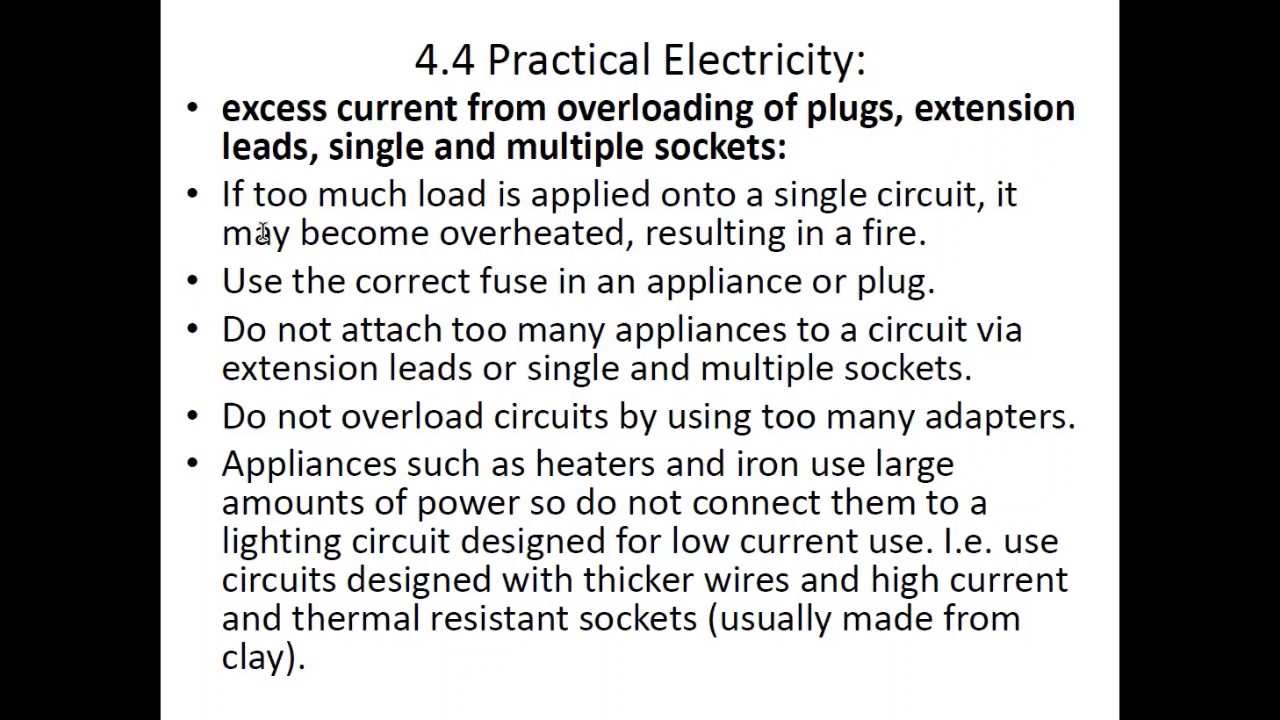 4.4 Practical Electricity:
• excess current from overloading of plugs, extension
leads, single and multiple sockets:
• If too much load is applied onto a single circuit, it
may become overheated, resulting in a fire.
• Use the correct fuse in an appliance or plug.
• Do not attach too many appliances to a circuit via
extension leads or single and multiple sockets.
• Do not overload circuits by using too many adapters.
• Appliances such as heaters and iron use large
amounts of power so do not connect them to a
lighting circuit designed for low current use. I.e. use
circuits designed with thicker wires and high current
and thermal resistant sockets (usually made from
clay).